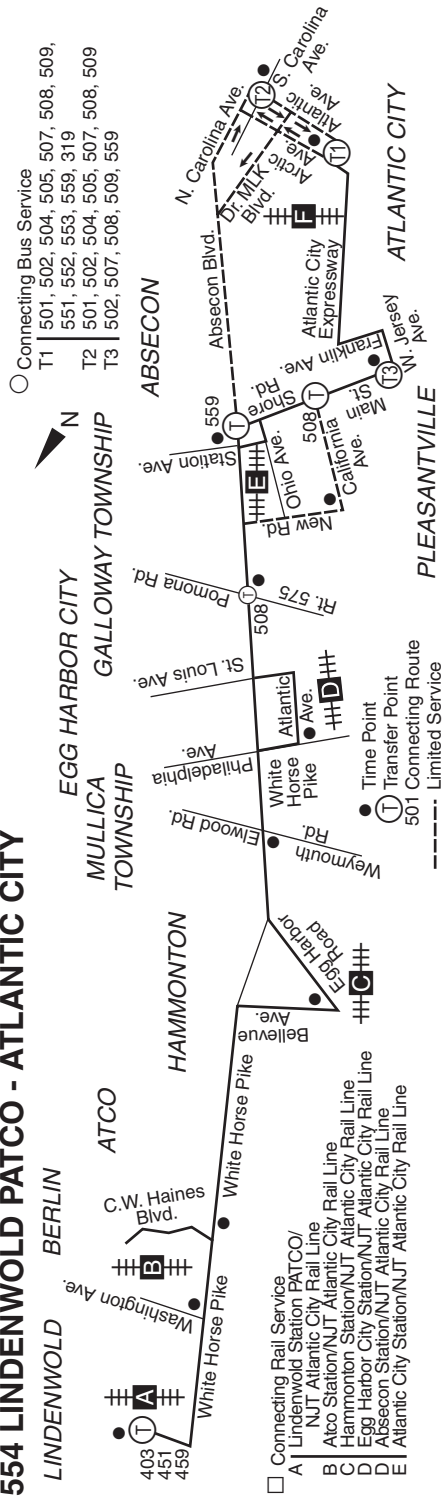 554 LINDENWOLD PATCO - ATLANTIC CITY
LINDENWOLD
BERLIN
ATCO
HAMMONTON
MULLICA
TOWNSHIP
EGG HARBOR CITY
GALLOWAY TOWNSHIP
ABSECON
PLEASANTVILLE
ATLANTIC CITY
N
Connecting Bus Service
T1 501, 502, 504, 505, 507, 508, 509,
551, 552, 553, 559, 319
T2 501, 502, 504, 505, 507, 508, 509
T3 502, 507, 508, 509, 559
T
403
451
459
A
White Horse Pike
Washington Ave.
B
C.W. Haines
Blvd.
White Horse Pike
Bellevue
Ave.
Egg Harbor
Road
C
Elwood Rd.
Weymouth
Rd.
White
Horse
Pike
Philadelphia
Ave
Atlantic
Ave.
D
St. Louis Ave.
Pomona Rd.
T
508
Rt. 575
Station Ave.
E
New Rd.
Ohio Ave.
California
Ave.
559
T
Shore
Rd.
508
T
Main
St.
T3
W. Jersey
Ave.
Franklin Ave.
Absecon Blvd.
Atlantic City
Expressway
F
N. Carolina Ave.
Dr. MLK
Blvd.
Arctic
Ave.
Atlantic
Ave.
T1
T2
S. Carolina
Ave.
Connecting Rail Service
A Lindenwold Station PATCO/
NJT Atlantic City Rail Line
B Atco Station/NJT Atlantic City Rail Line
C Hammonton Station/NJT Atlantic City Rail Line
D Egg Harbor City Station/NJT Atlantic City Rail Line
D Absecon Station/NJT Atlantic City Rail Line
E Atlantic City Station/NJT Atlantic City Rail Line
Time Point
T Transfer Point
501 Connecting Route
Limited Service